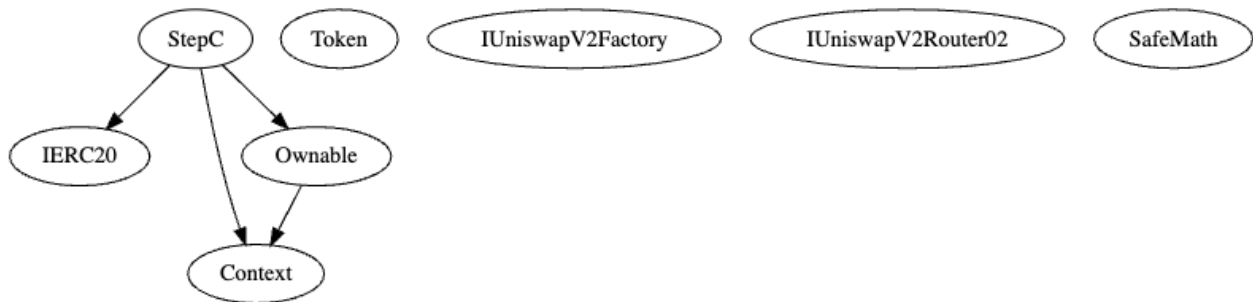 StepC
Token
IUniswapV2Factory
IUniswapV2Router02
SafeMath
IERC20
Ownable
Context